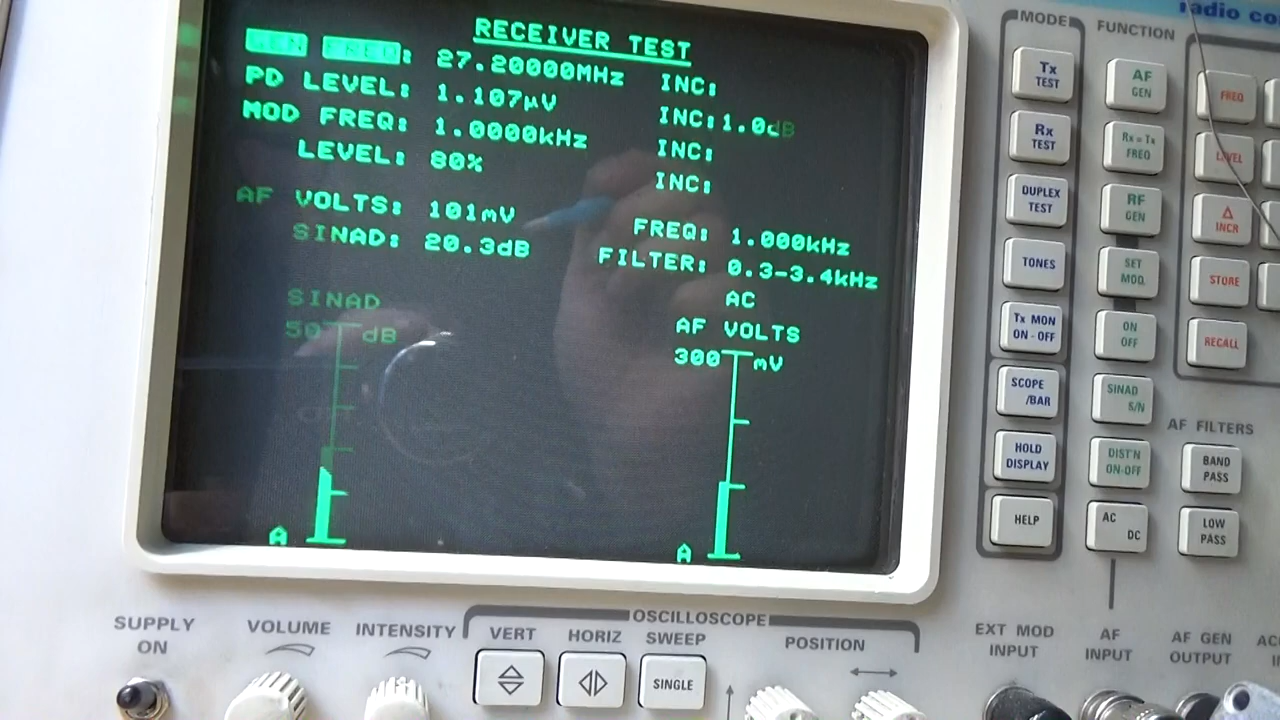 RECEIVER TEST
GEN FREQ: 27.20000MHz INC:
PD LEVEL: 1.107µV INC:1.0dB
MOD FREQ: 1.0000kHz INC:
LEVEL: 80% INC:
AF VOLTS: 101mV FREQ: 1.000kHz
SINAD: 20.3dB FILTER: 0.3-3.4kHz
AC
SINAD
50 dB
AF VOLTS
300 mV
A
A
radio co
MODE
FUNCTION
Tx TEST
AF GEN
FREQ
Rx TEST
Rx=Tx FREQ
LEVEL
DUPLEX TEST
RF GEN
Δ INCR
TONES
SET MOD.
STORE
Tx MON ON-OFF
ON OFF
RECALL
SCOPE /BAR
SINAD S/N
AF FILTERS
HOLD DISPLAY
DIST'N ON-OFF
BAND PASS
HELP
AC DC
LOW PASS
SUPPLY ON
VOLUME
INTENSITY
OSCILLOSCOPE
VERT
HORIZ
SWEEP
SINGLE
POSITION
EXT MOD INPUT
AF INPUT
AF GEN OUTPUT